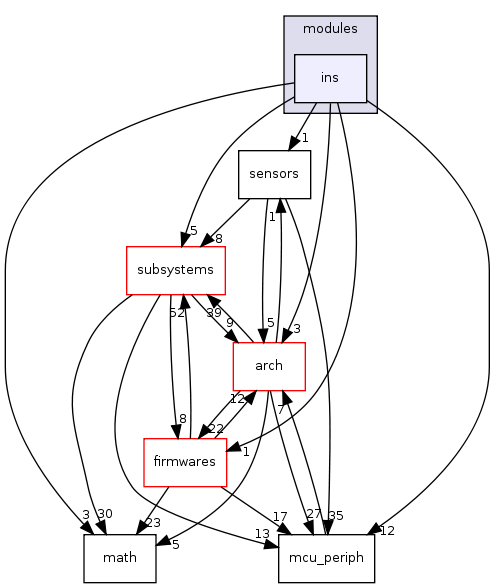 modules
ins
1
sensors
5
8
1
subsystems
52
39
9
5
3
arch
8
22
12
7
1
firmwares
3
30
23
5
13
17
27
35
12
math
mcu_periph